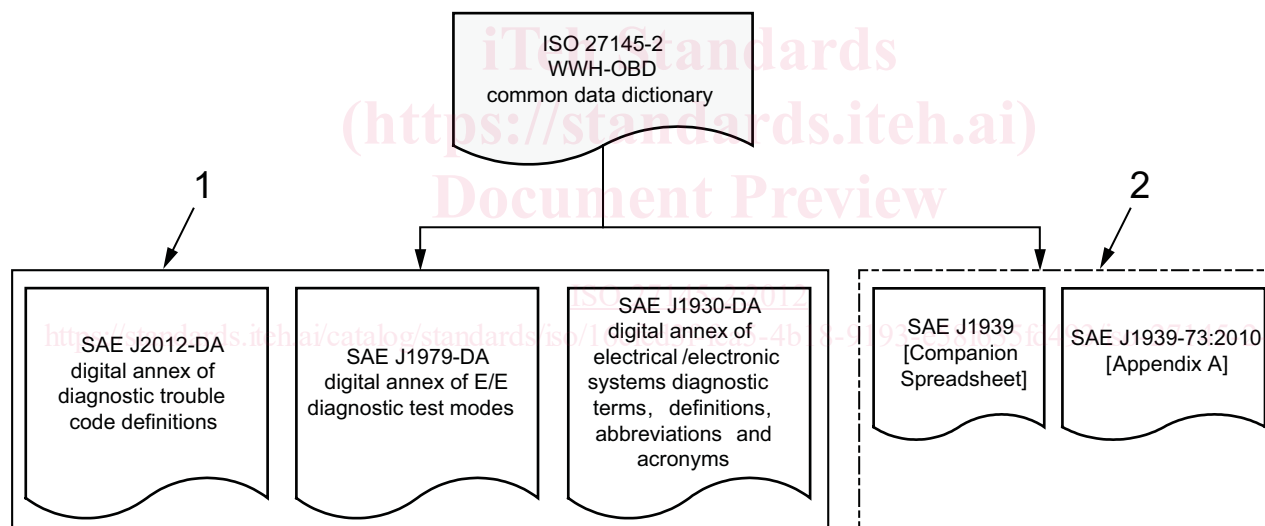 ISO 27145-2
WWH-OBD
common data dictionary
iTeh Standards
(https://standards.iteh.ai)
Document Preview
1
2
SAE J2012-DA
digital annex of
diagnostic trouble
code definitions
SAE J1979-DA
digital annex of E/E
diagnostic test modes
SAE J1930-DA
digital annex of
electrical/electronic
systems diagnostic
terms, definitions,
abbreviations and
acronyms
SAE J1939
[Companion
Spreadsheet]
SAE J1939-73:2010
[Appendix A]
ISO 27145-2:2012